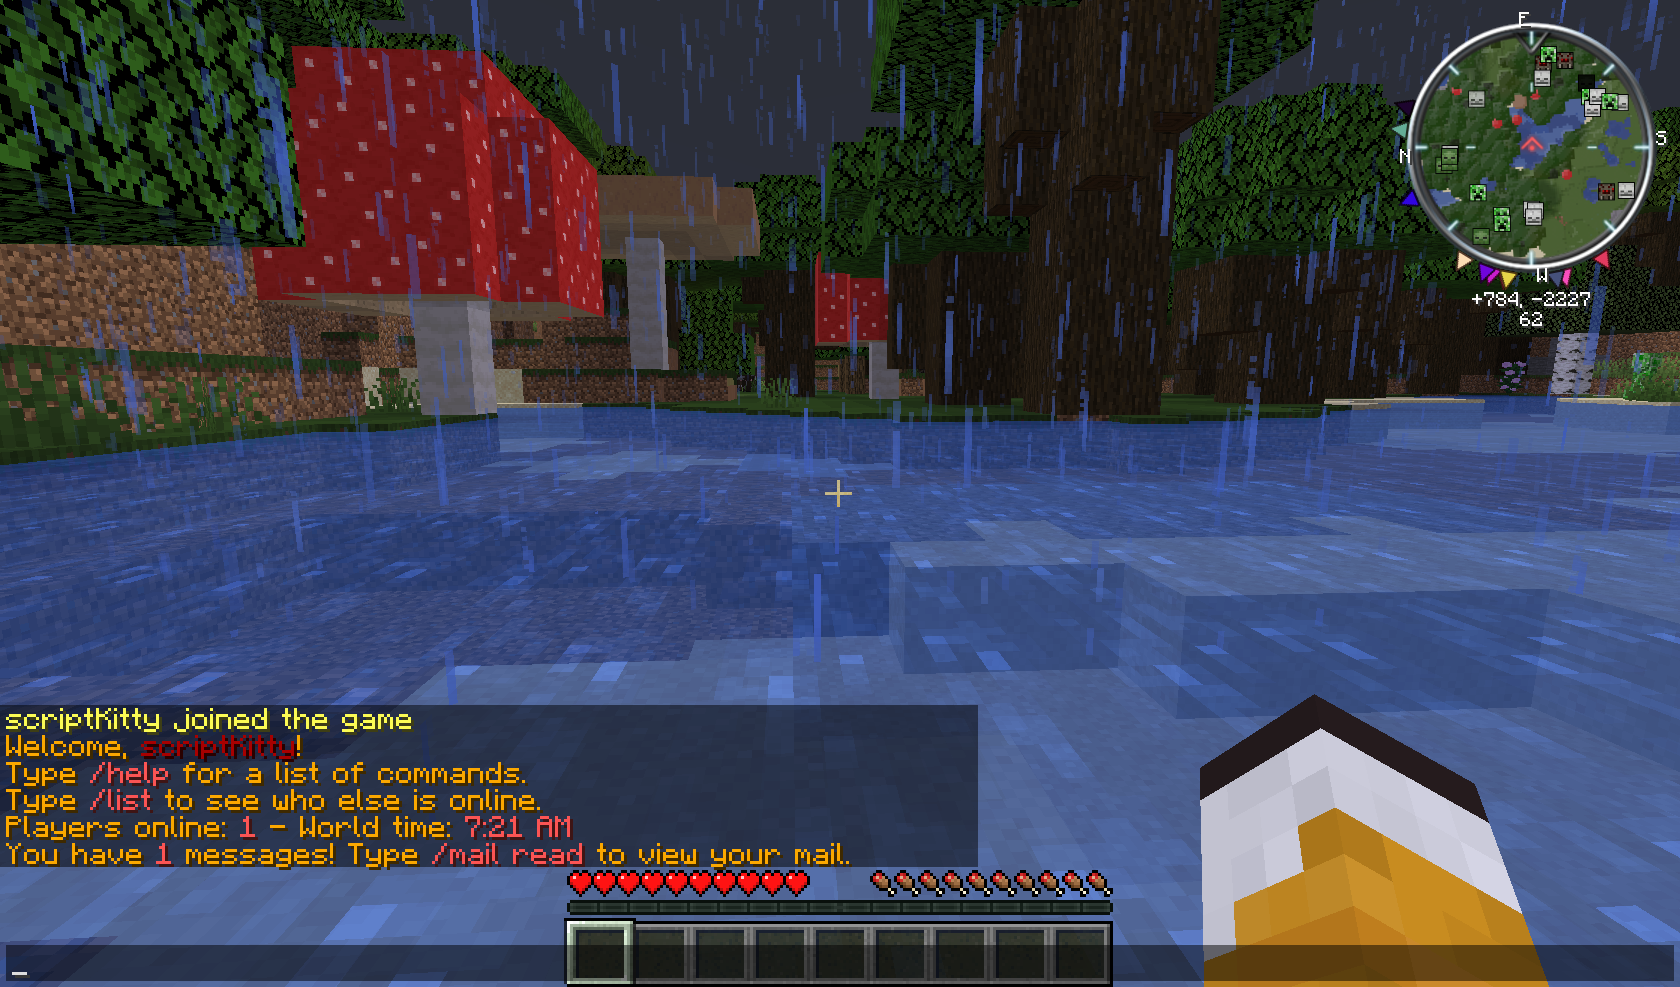 E
N
S
W
+784, -2227
62
scriptKitty joined the game
Welcome, scriptKitty!
Type /help for a list of commands.
Type /list to see who else is online.
Players online: 1 - World time: 7:21 AM
You have 1 messages! Type /mail read to view your mail.
_